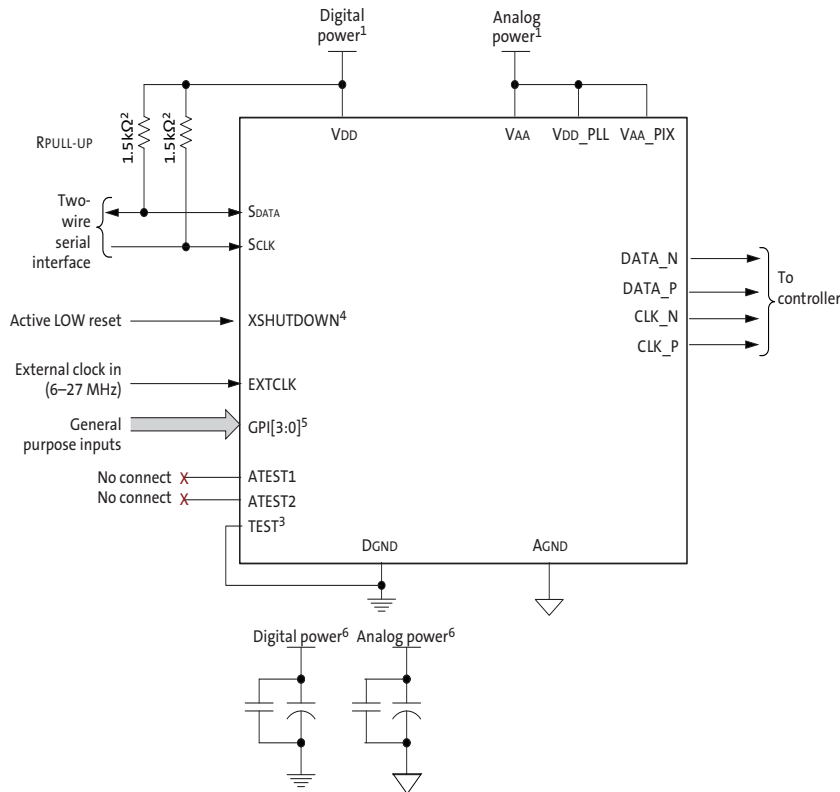 Digital
power1
Analog
power1
RPULL-UP
1.5kΩ2
1.5kΩ2
VDD
VAA
VDD_PLL
VAA_PIX
Two-
wire
serial
interface
SDATA
SCLK
DATA_N
DATA_P
CLK_N
CLK_P
To
controller
Active LOW reset
XSHUTDOWN4
External clock in
(6–27 MHz)
EXTCLK
General
purpose inputs
GPI[3:0]5
No connect X
ATEST1
No connect X
ATEST2
TEST3
DGND
AGND
Digital power6
Analog power6